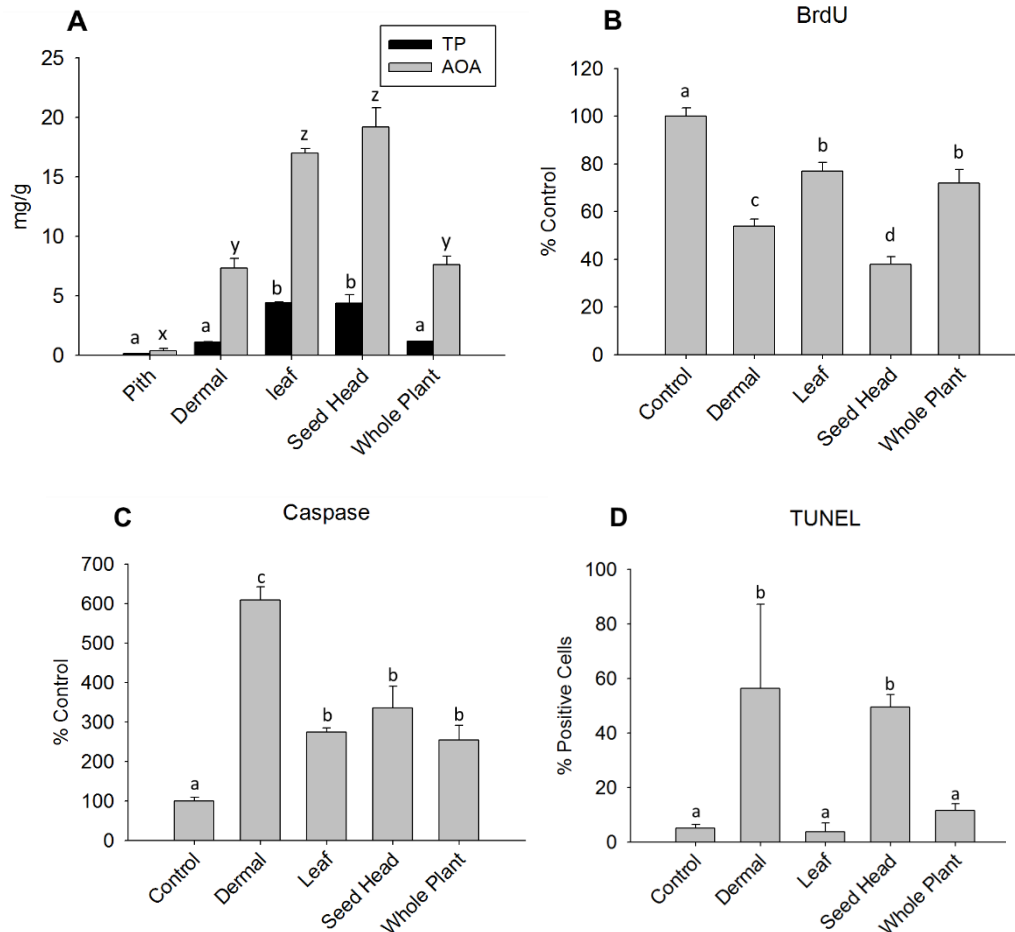 A
TP
AOA
25
20
15
10
5
0
mg/g
a
x
a
y
b
z
b
z
a
y
Pith
Dermal
leaf
Seed Head
Whole Plant
B
BrdU
120
100
80
60
40
20
0
% Control
a
c
b
d
b
Control
Dermal
Leaf
Seed Head
Whole Plant
C
Caspase
700
600
500
400
300
200
100
0
% Control
a
c
b
b
b
Control
Dermal
Leaf
Seed Head
Whole Plant
D
TUNEL
100
80
60
40
20
0
% Positive Cells
a
b
a
b
a
Control
Dermal
Leaf
Seed Head
Whole Plant